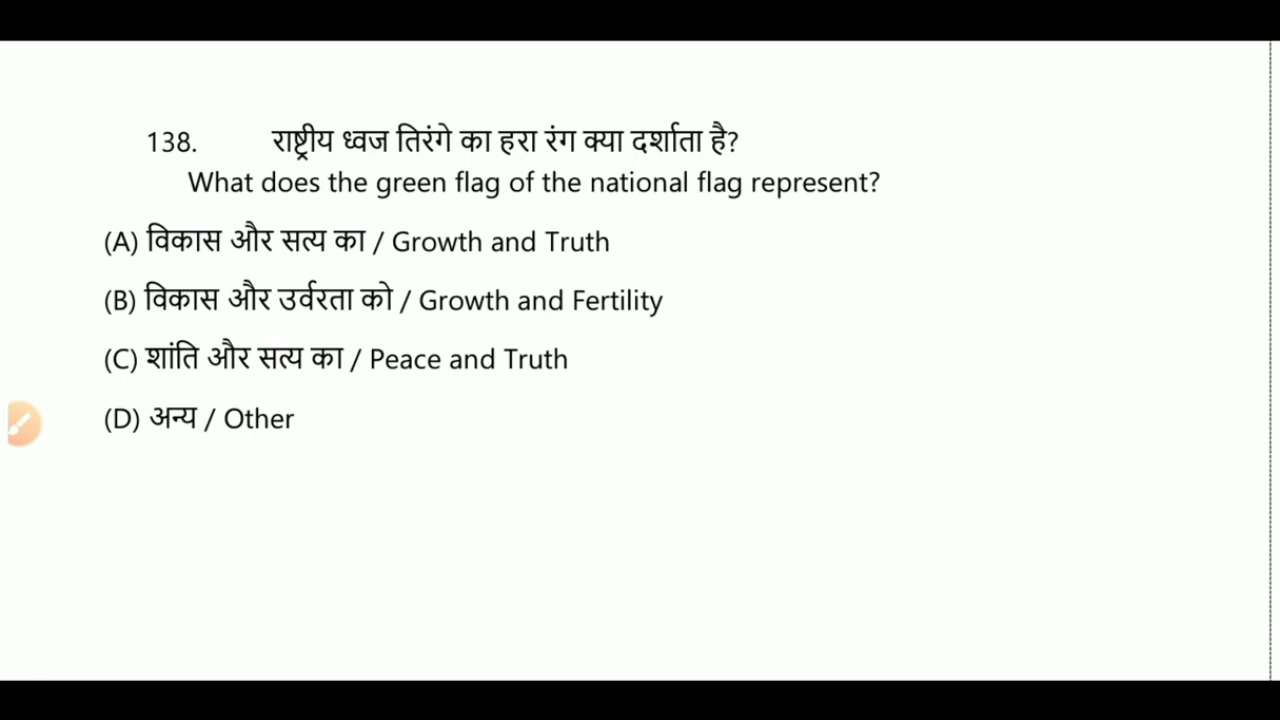 138. राष्ट्रीय ध्वज तिरंगे का हरा रंग क्या दर्शाता है?
What does the green flag of the national flag represent?
(A) विकास और सत्य का / Growth and Truth
(B) विकास और उर्वरता को / Growth and Fertility
(C) शांति और सत्य का / Peace and Truth
(D) अन्य / Other